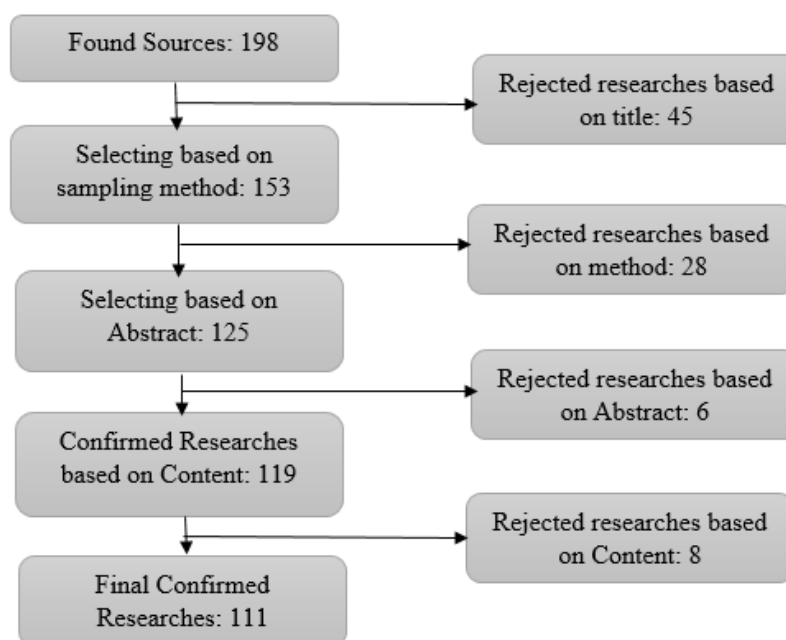 Found Sources: 198
Rejected researches based
on title: 45
Selecting based on
sampling method: 153
Rejected researches based
on method: 28
Selecting based on
Abstract: 125
Rejected researches based
on Abstract: 6
Confirmed Researches
based on Content: 119
Rejected researches based
on Content: 8
Final Confirmed
Researches: 111